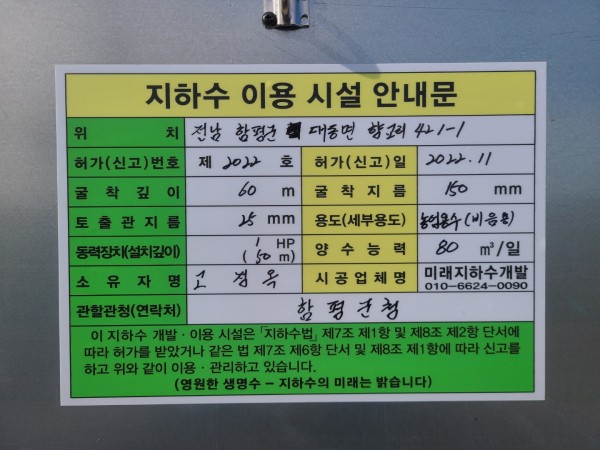 지하수 이용 시설 안내문
위 치 전남 함평군 대동면 향교리 421-1
허가(신고)번호 제 2022 호 허가(신고)일 2022.11
굴착깊이 60 m 굴착지름 150 mm
토출관지름 25 mm 용도(세부용도) 농업용수(비음용)
동력장치(설치깊이) 1 HP (50 m) 양수능력 80 ㎥/일
소유자명 고 점 옥 시공업체명 미래지하수개발 010-6624-0090
관할관청(연락처) 함평군청
이 지하수 개발·이용 시설은 「지하수법」 제7조 제1항 및 제8조 제2항 단서에
따라 허가를 받았거나 같은 법 제7조 제6항 단서 및 제8조 제1항에 따라 신고를
하고 위와 같이 이용·관리하고 있습니다.
(영원한 생명수 – 지하수의 미래는 밝습니다)